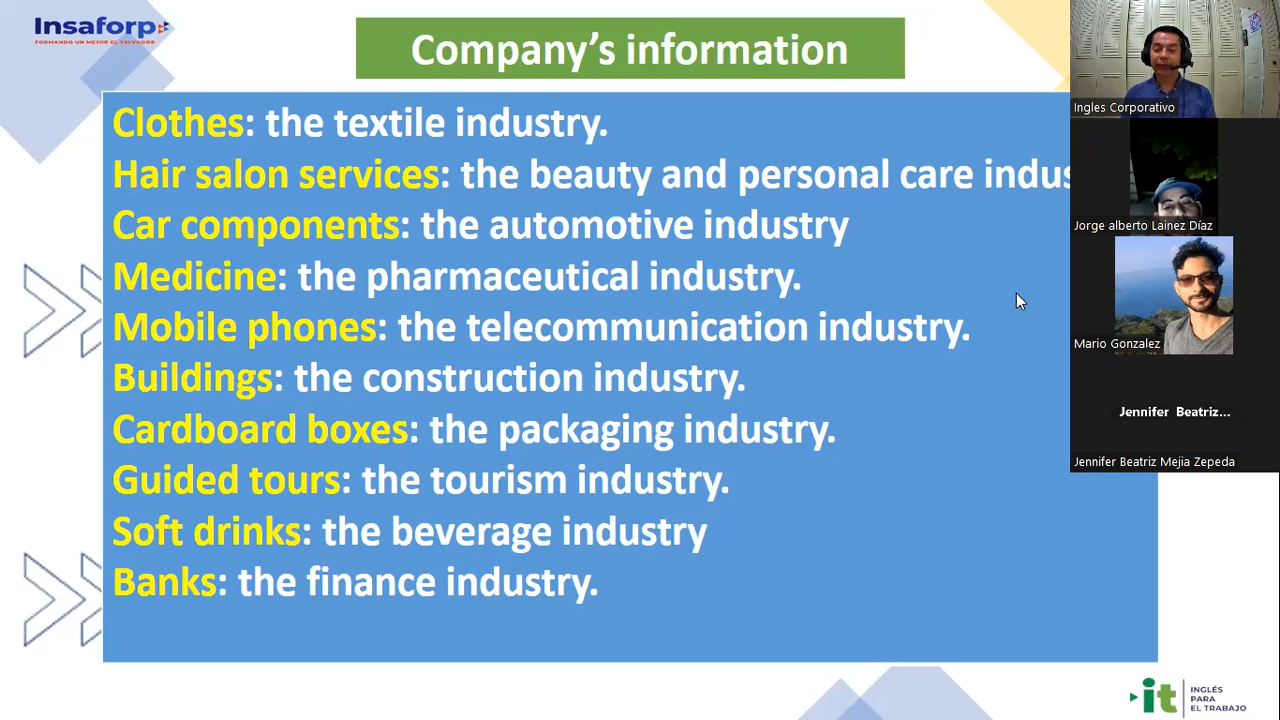 Insaforp
FORMANDO UN MEJOR EL SALVADOR
Company's information
Clothes: the textile industry.
Hair salon services: the beauty and personal care indus
Car components: the automotive industry
Medicine: the pharmaceutical industry.
Mobile phones: the telecommunication industry.
Buildings: the construction industry.
Cardboard boxes: the packaging industry.
Guided tours: the tourism industry.
Soft drinks: the beverage industry
Banks: the finance industry.
Ingles Corporativo
Jorge alberto Lainez Díaz
Mario Gonzalez
Jennifer Beatriz...
Jennifer Beatriz Mejia Zepeda
it
INGLÉS
PARA
EL TRABAJO